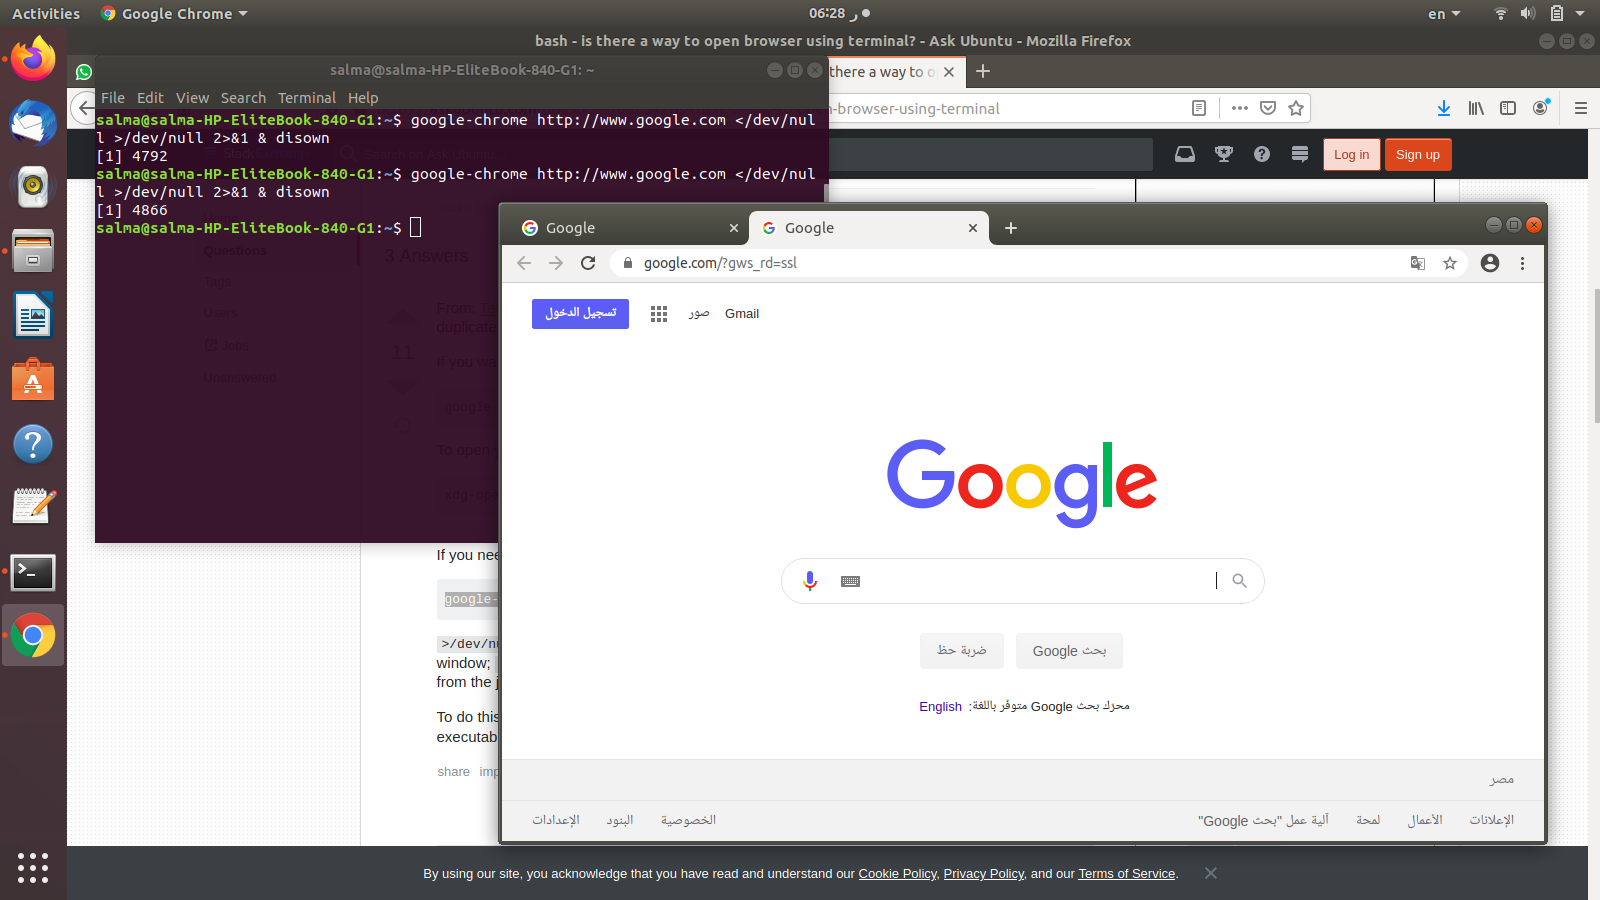 Activities
Google Chrome
06:28 ر
en
bash - is there a way to open browser using terminal? - Ask Ubuntu - Mozilla Firefox
salma@salma-HP-EliteBook-840-G1: ~
there a way to o
File Edit View Search Terminal Help
n-browser-using-terminal
salma@salma-HP-EliteBook-840-G1:~$ google-chrome http://www.google.com </dev/nul
l >/dev/null 2>&1 & disown
[1] 4792
salma@salma-HP-EliteBook-840-G1:~$ google-chrome http://www.google.com </dev/nul
l >/dev/null 2>&1 & disown
[1] 4866
salma@salma-HP-EliteBook-840-G1:~$
Log in
Sign up
Questions
Tags
Users
Jobs
Unanswered
3 Answers
11
From
duplicate
If you wa
google-
To open
xdg-ope
If you nee
google-
>/dev/nu
window;
from the j
To do this
executab
share imp
Google
Google
google.com/?gws_rd=ssl
تسجيل الدخول
صور
Gmail
Google
بحث Google
ضربة حظ
محرك بحث Google متوفّر باللغة: English
مصر
الإعلانات
الأعمال
لمحة
آلية عمل "بحث Google"
الخصوصية
البنود
الإعدادات
By using our site, you acknowledge that you have read and understand our Cookie Policy, Privacy Policy, and our Terms of Service.